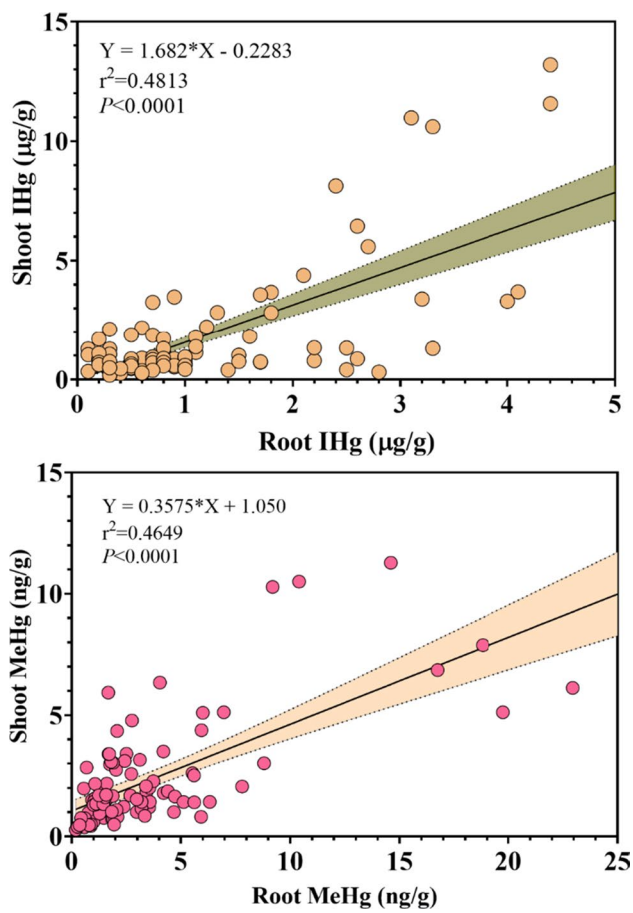 Y = 1.682*X - 0.2283
r²=0.4813
P<0.0001
Shoot IHg (µg/g)
15
10
5
0
0 1 2 3 4 5
Root IHg (µg/g)
Y = 0.3575*X + 1.050
r²=0.4649
P<0.0001
Shoot MeHg (ng/g)
15
10
5
0
0 5 10 15 20 25
Root MeHg (ng/g)